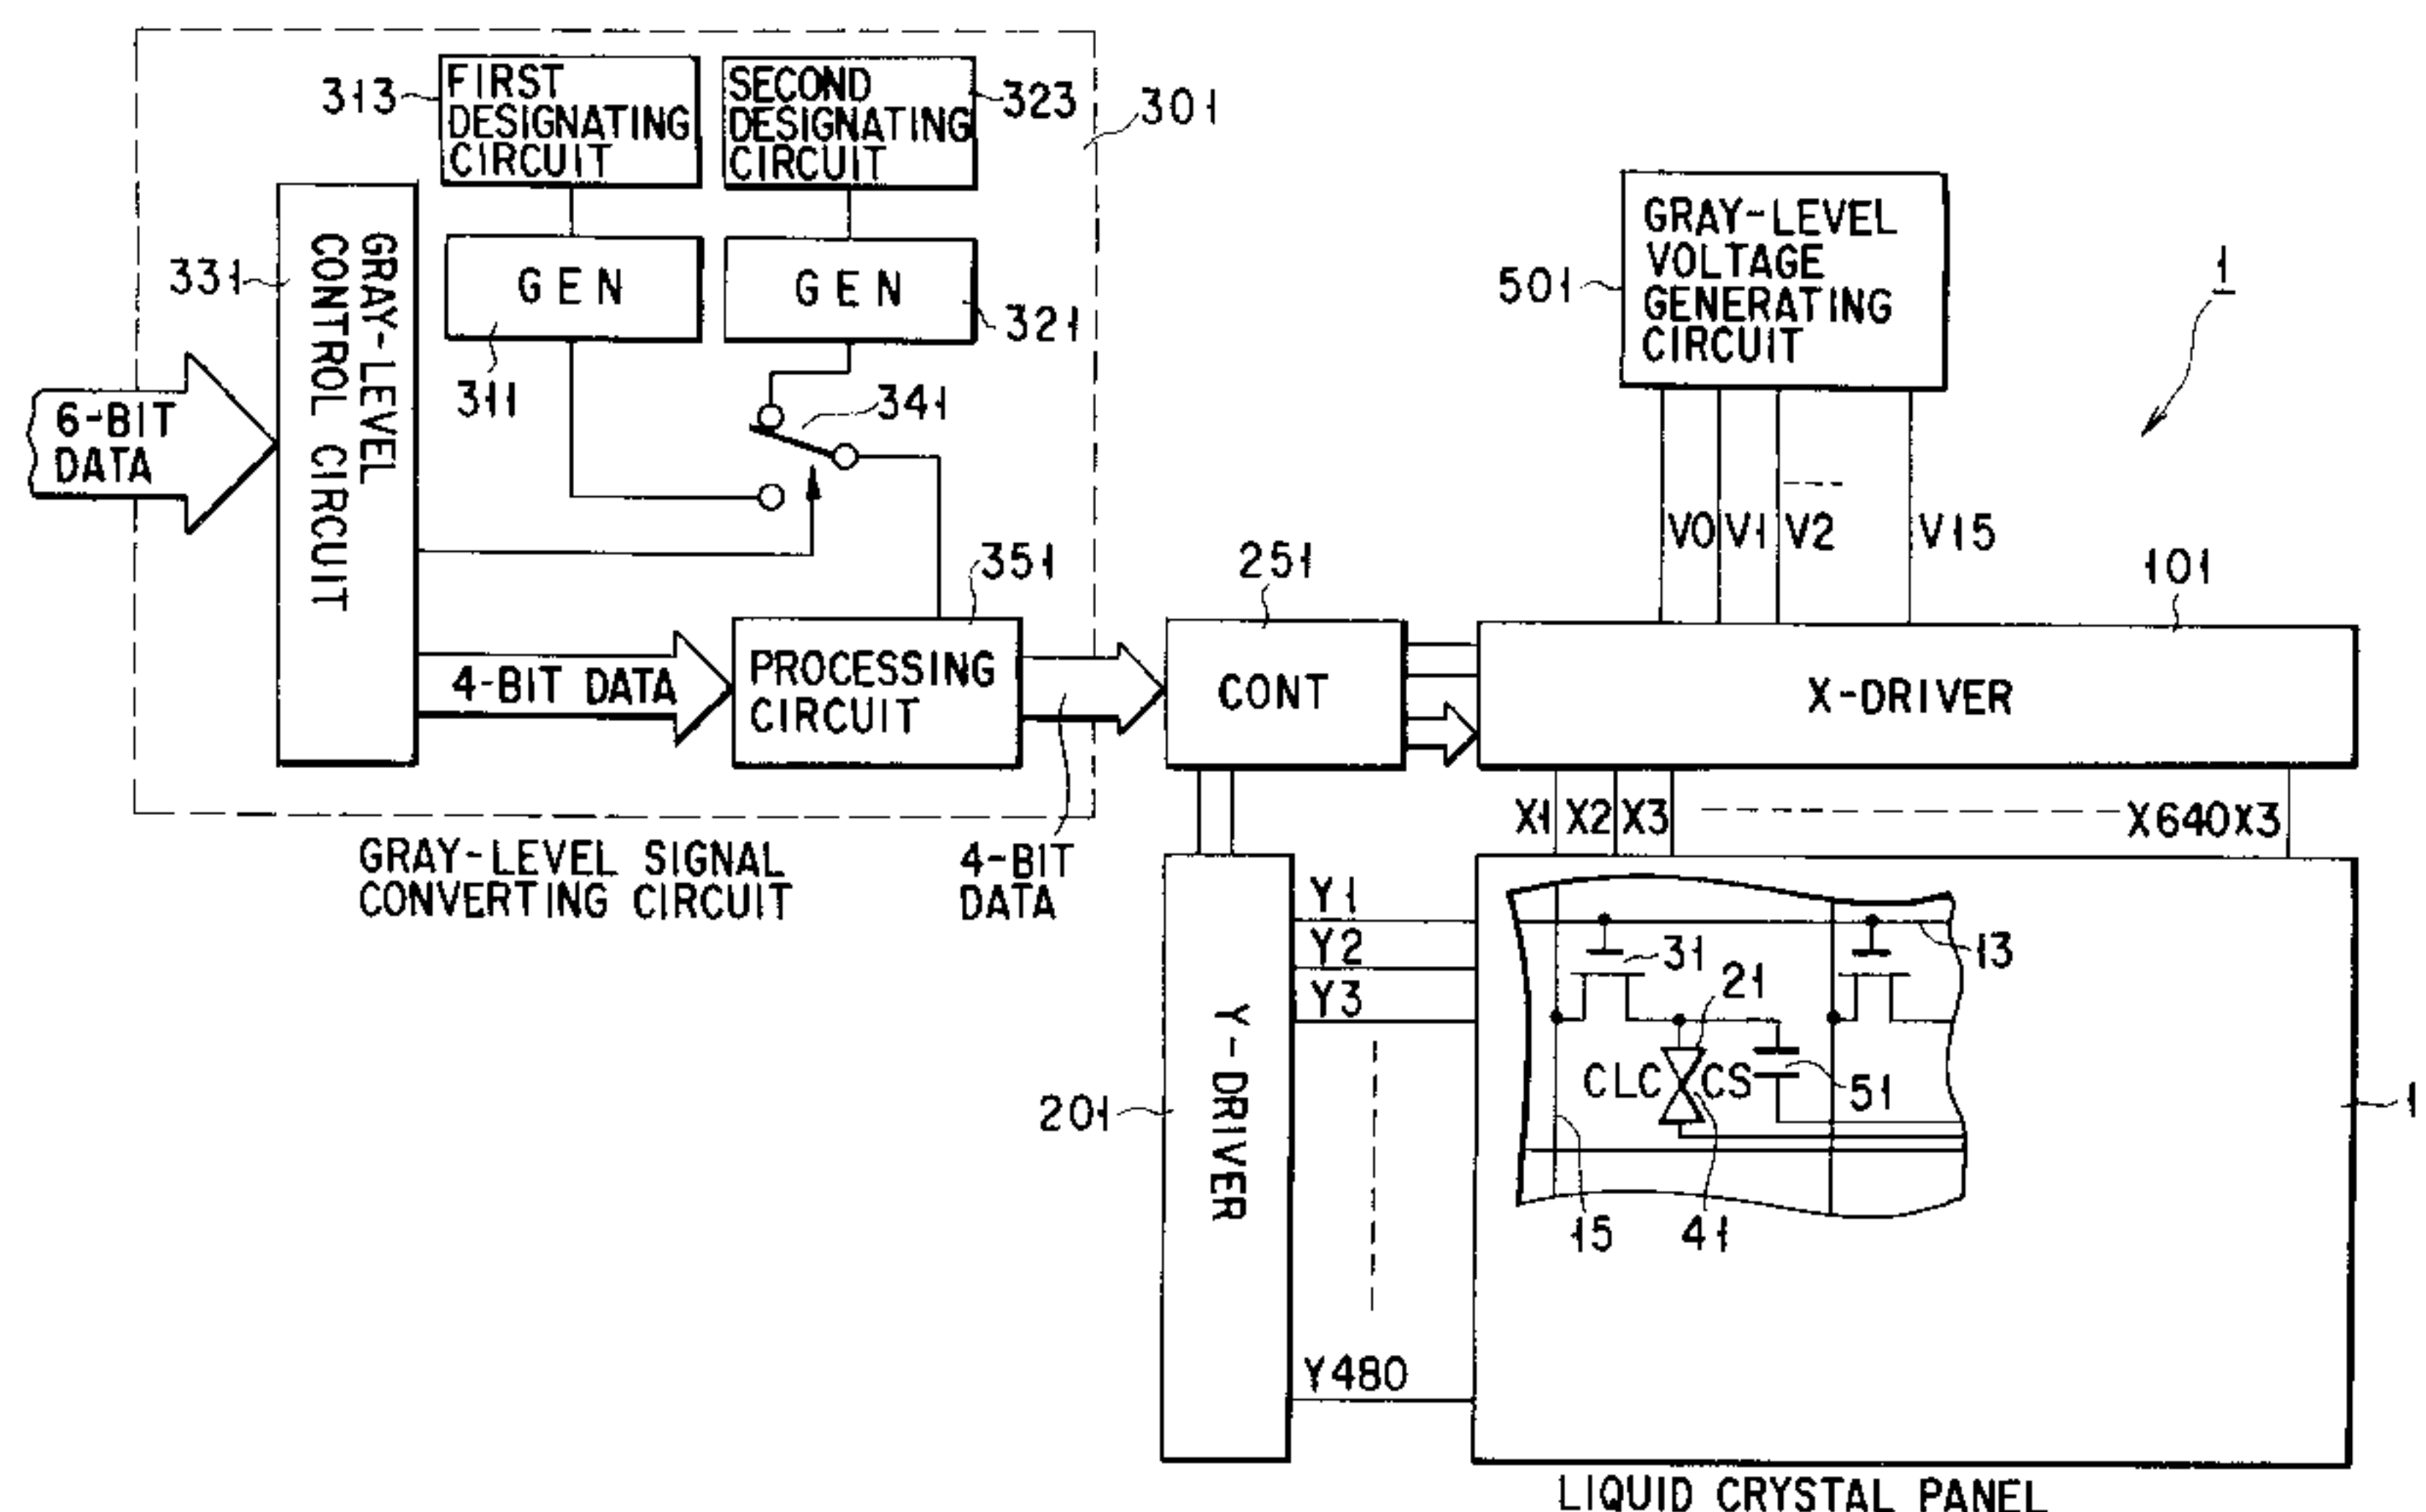 313
FIRST
DESIGNATING
CIRCUIT
SECOND
DESIGNATING
CIRCUIT
323
301
331
GRAY-LEVEL
CONTROL CIRCUIT
GEN
311
GEN
321
341
6-BIT
DATA
4-BIT DATA
351
PROCESSING
CIRCUIT
GRAY-LEVEL SIGNAL
CONVERTING CIRCUIT
4-BIT
DATA
251
CONT
501
GRAY-LEVEL
VOLTAGE
GENERATING
CIRCUIT
1
V0 V1 V2 V15
101
X-DRIVER
X1 X2 X3 X640X3
201
Y-DRIVER
Y1
Y2
Y3
Y480
31
13
21
CLC CS
51
15
41
1
LIQUID CRYSTAL PANEL